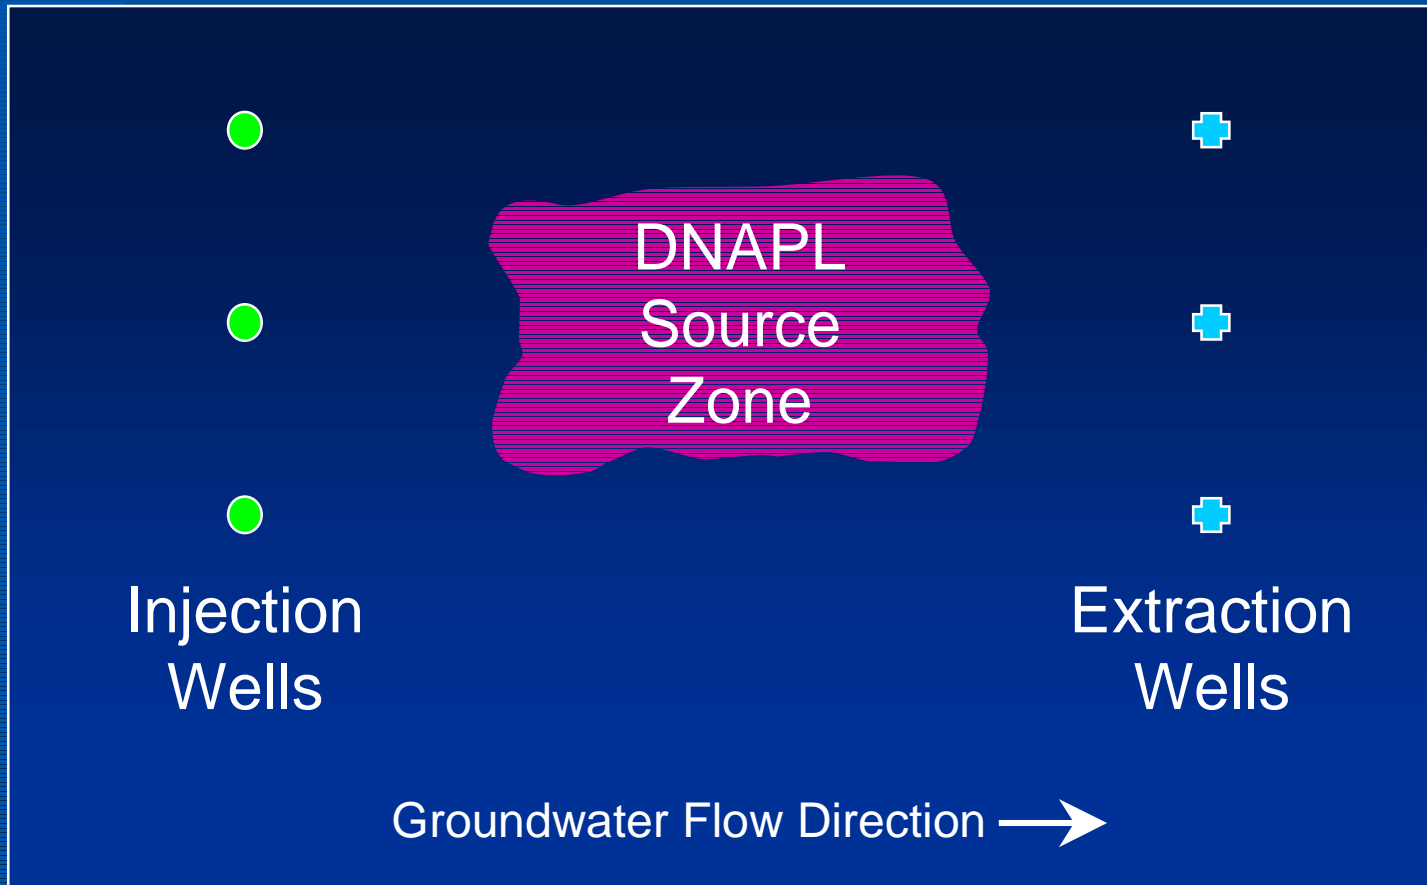 DNAPL
Source
Zone
Injection
Wells
Extraction
Wells
Groundwater Flow Direction